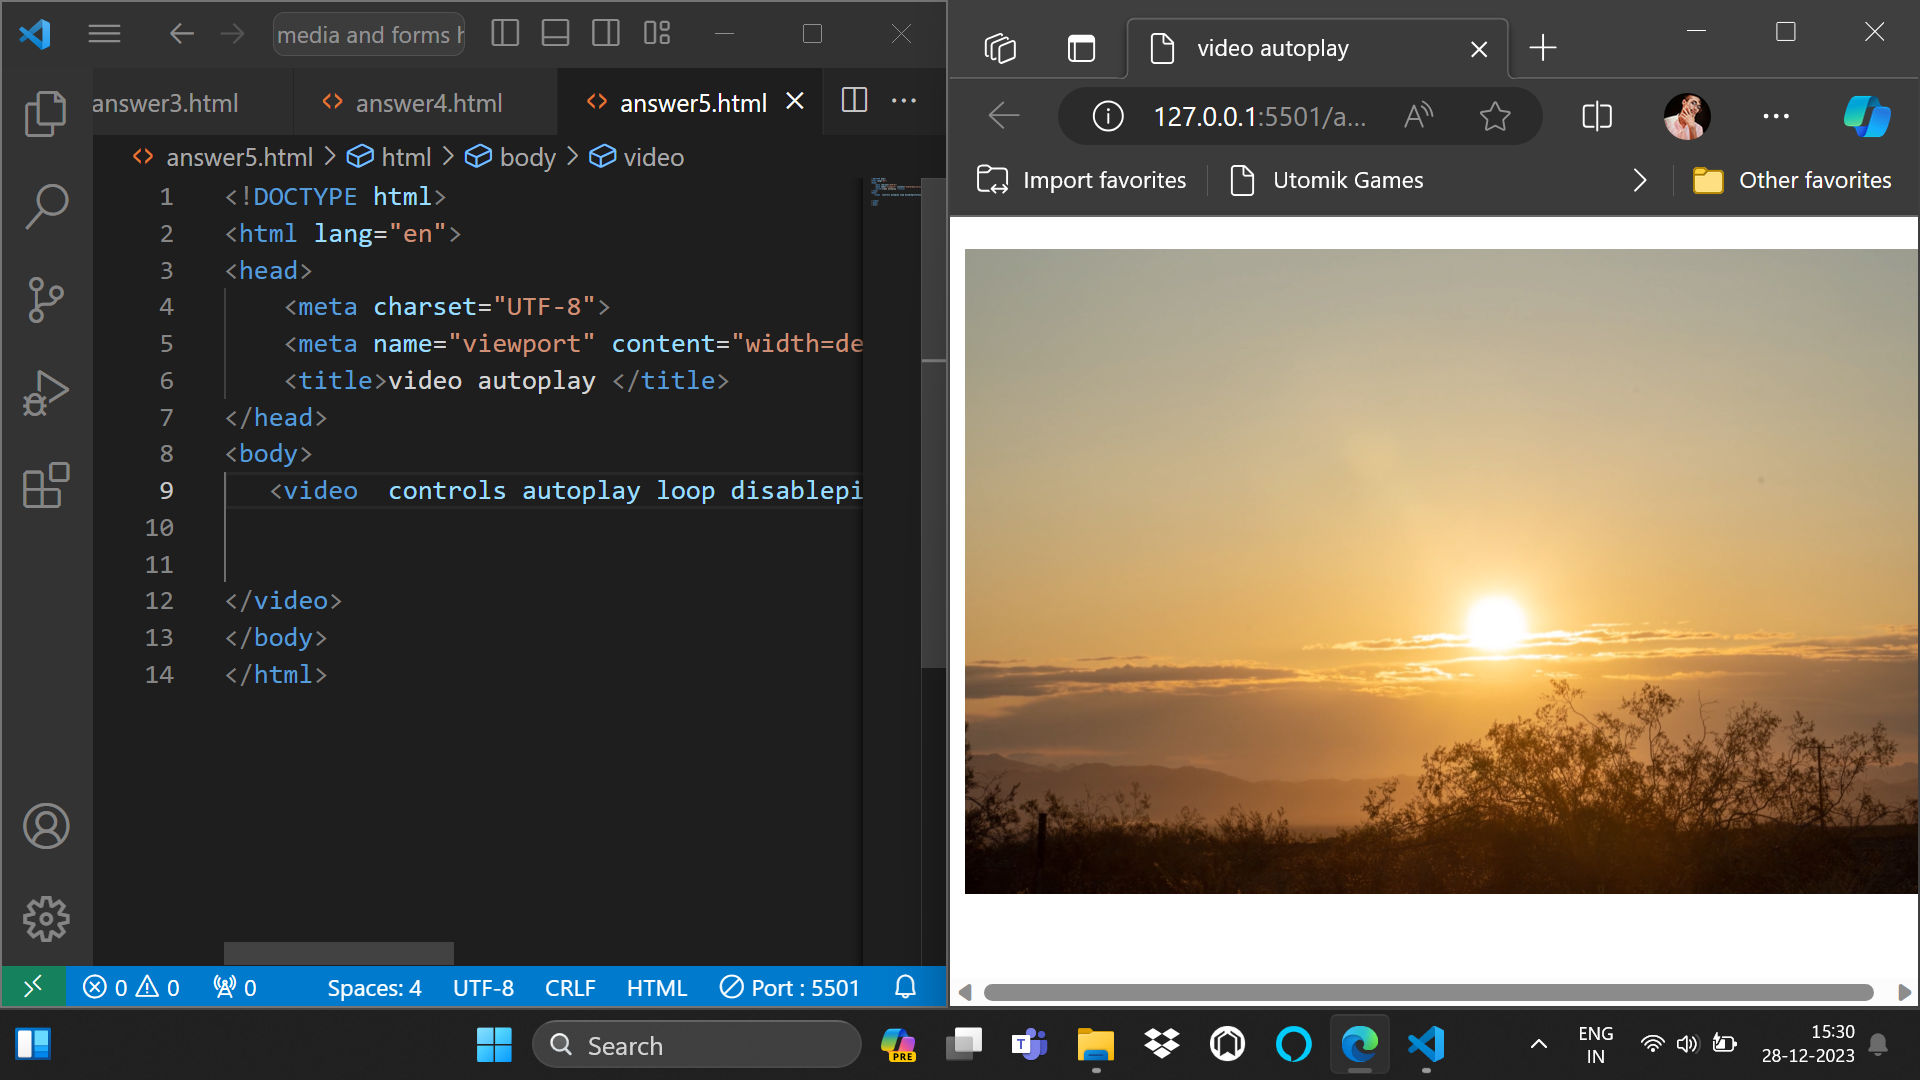 media and forms h
answer3.html
answer4.html
answer5.html
answer5.html > html > body > video
1 <!DOCTYPE html>
2 <html lang="en">
3 <head>
4 <meta charset="UTF-8">
5 <meta name="viewport" content="width=de
6 <title>video autoplay </title>
7 </head>
8 <body>
9 <video  controls autoplay loop disablepi
10
11
12 </video>
13 </body>
14 </html>
0 0 0 Spaces: 4 UTF-8 CRLF HTML Port : 5501
video autoplay
127.0.0.1:5501/a...
Import favorites Utomik Games Other favorites
Search
PRE
T
ENG
IN
15:30
28-12-2023